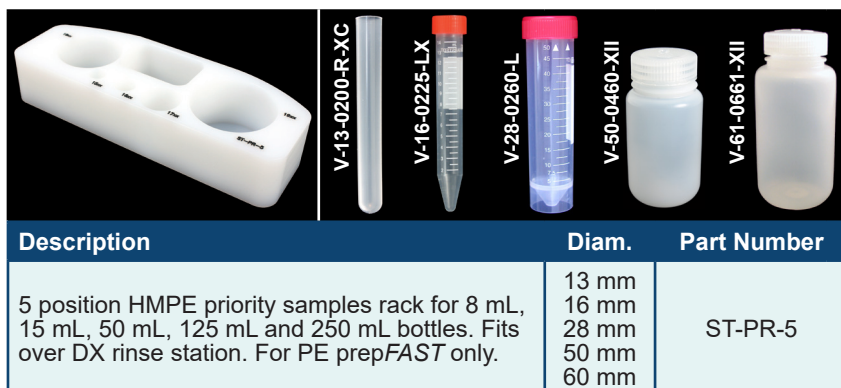 ST-PR-5
V-13-0200-R-XC
V-16-0225-LX
V-28-0260-L
V-50-0460-XII
V-61-0661-XII
Description
Diam.
Part Number
5 position HMPE priority samples rack for 8 mL,
15 mL, 50 mL, 125 mL and 250 mL bottles. Fits
over DX rinse station. For PE prepFAST only.
13 mm
16 mm
28 mm
50 mm
60 mm
ST-PR-5